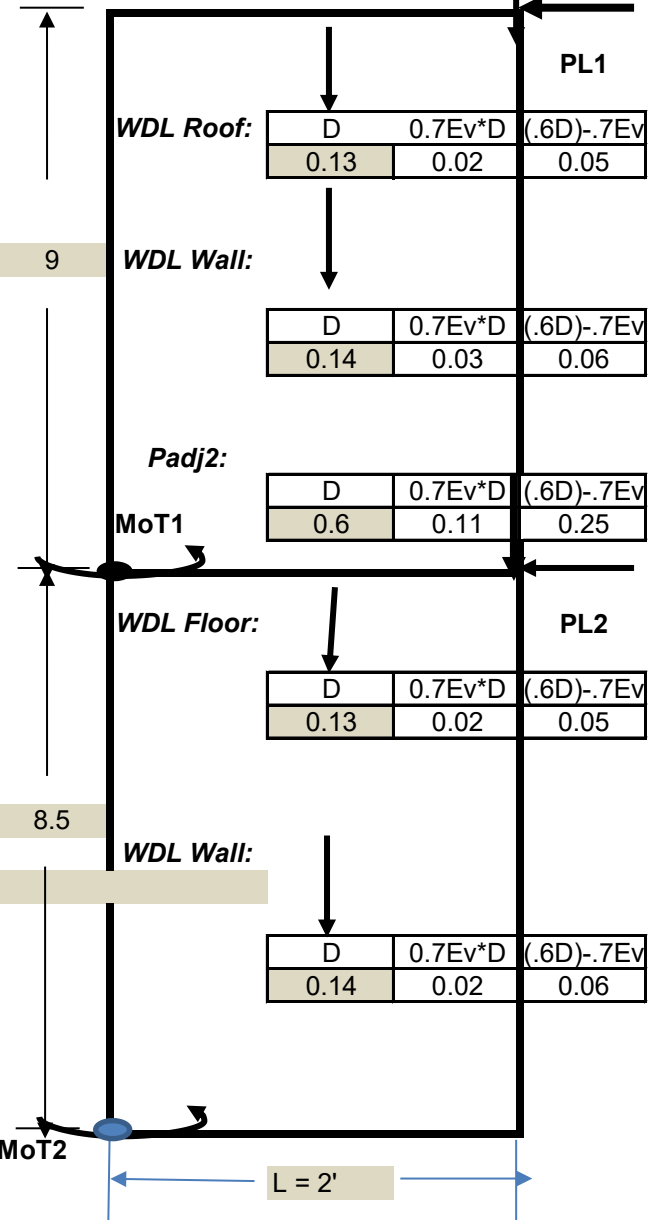 PL1
WDL Roof:
D 0.7Ev*D (.6D)-.7Ev
0.13 0.02 0.05
9 WDL Wall:
D 0.7Ev*D (.6D)-.7Ev
0.14 0.03 0.06
Padj2:
D 0.7Ev*D (.6D)-.7Ev
MoT1 0.6 0.11 0.25
WDL Floor: PL2
D 0.7Ev*D (.6D)-.7Ev
0.13 0.02 0.05
8.5
WDL Wall:
D 0.7Ev*D (.6D)-.7Ev
0.14 0.02 0.06
MoT2
L = 2'